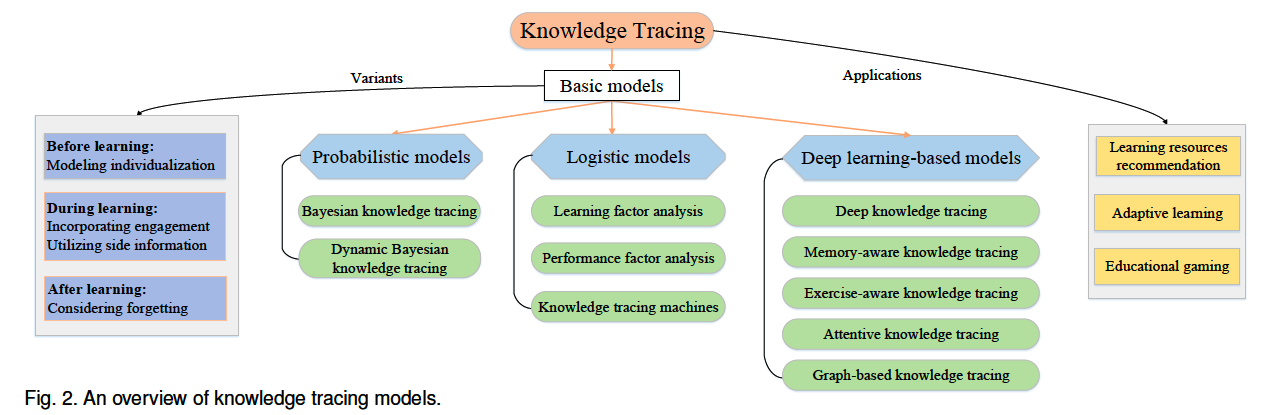 Knowledge Tracing
Variants
Applications
Basic models
Before learning:
Modeling individualization
During learning:
Incorporating engagement
Utilizing side information
After learning:
Considering forgetting
Probabilistic models
Bayesian knowledge tracing
Dynamic Bayesian
knowledge tracing
Logistic models
Learning factor analysis
Performance factor analysis
Knowledge tracing machines
Deep learning-based models
Deep knowledge tracing
Memory-aware knowledge tracing
Exercise-aware knowledge tracing
Attentive knowledge tracing
Graph-based knowledge tracing
Learning resources
recommendation
Adaptive learning
Educational gaming
Fig. 2. An overview of knowledge tracing models.